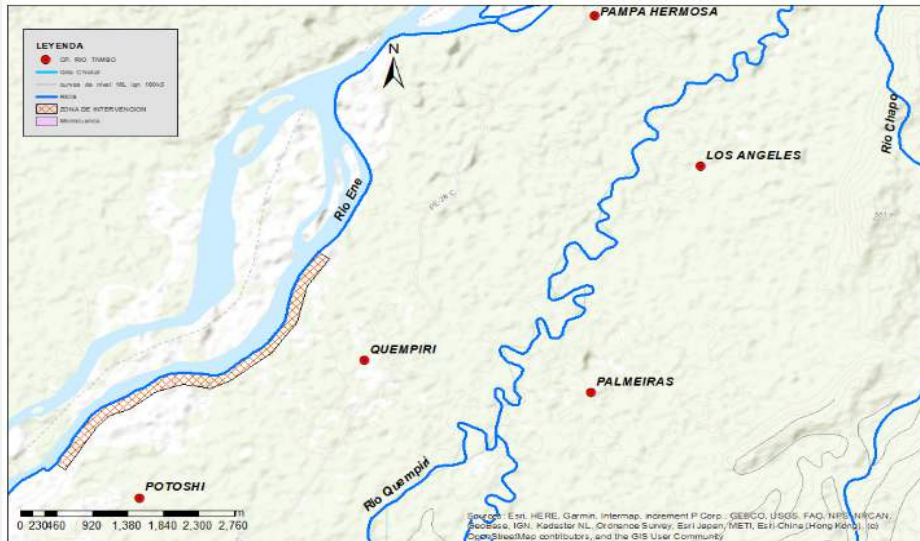 PAMPA HERMOSA
LEYENDA
CP. RIO TAMBO
curvas de nivel
RIOS
ZONA DE INTERVENCION
N
Rio Chapo
LOS ANGELES
Rio Ene
PE-28 C
QUEMPIRI
PALMEIRAS
POTOSHI
Rio Quempiri
0 230460 920 1,380 1,840 2,300 2,760
m
Sources: Esri, HERE, Garmin, Intermap, increment P Corp., GEBCO, USGS, FAO, NPS, NRCAN,
GeoBase, IGN, Kadaster NL, Ordnance Survey, Esri Japan, METI, Esri China (Hong Kong), (c)
OpenStreetMap contributors, and the GIS User Community